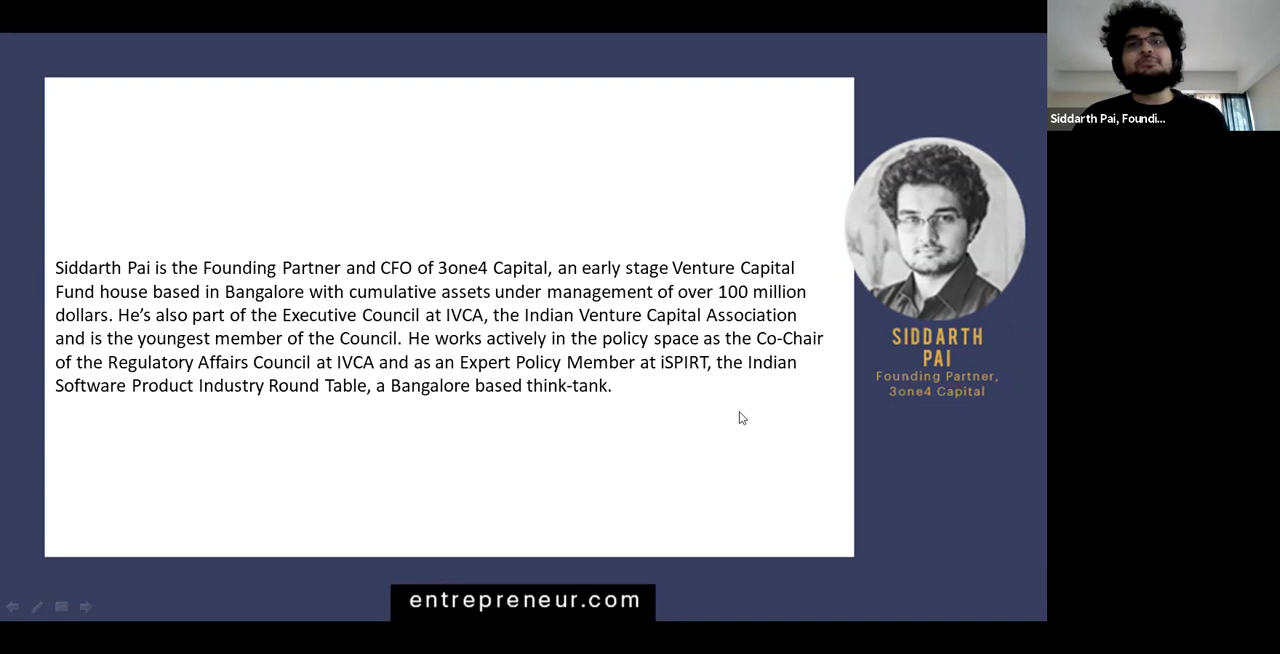 Siddarth Pai, Foundi...
Siddarth Pai is the Founding Partner and CFO of 3one4 Capital, an early stage Venture Capital
Fund house based in Bangalore with cumulative assets under management of over 100 million
dollars. He’s also part of the Executive Council at IVCA, the Indian Venture Capital Association
and is the youngest member of the Council. He works actively in the policy space as the Co-Chair
of the Regulatory Affairs Council at IVCA and as an Expert Policy Member at iSPIRT, the Indian
Software Product Industry Round Table, a Bangalore based think-tank.
SIDDARTH
PAI
Founding Partner,
3one4 Capital
entrepreneur.com